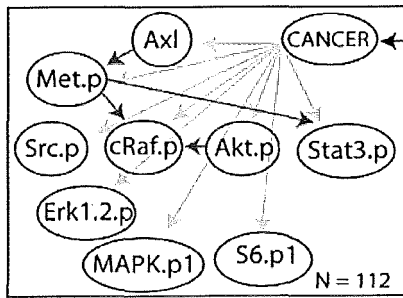 Axl
CANCER
Met.p
Src.p
cRaf.p
Akt.p
Stat3.p
Erk1.2.p
MAPK.p1
S6.p1
N = 112